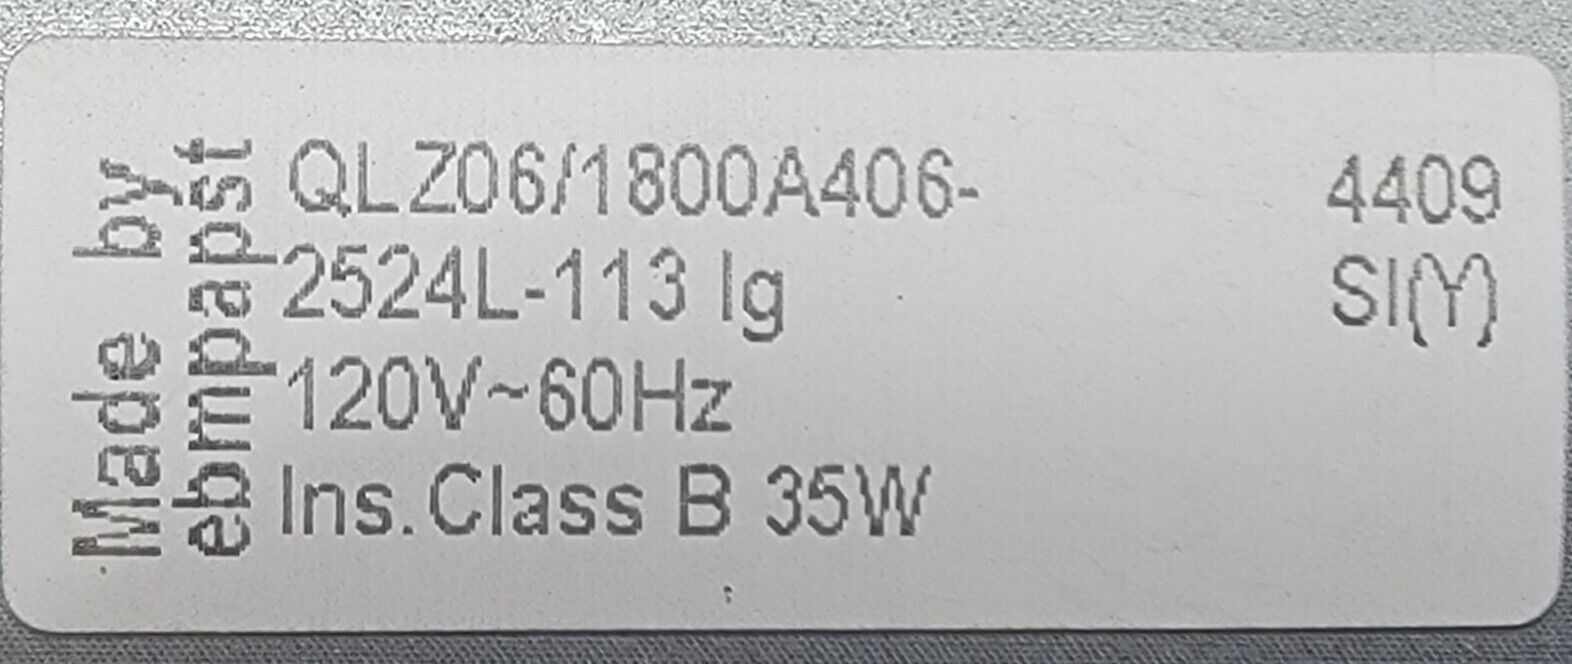 Made by
ebmpapst
QLZ06/1800A406-
2524L-113 lg
120V~60Hz
Ins.Class B 35W
4409
SI(Y)